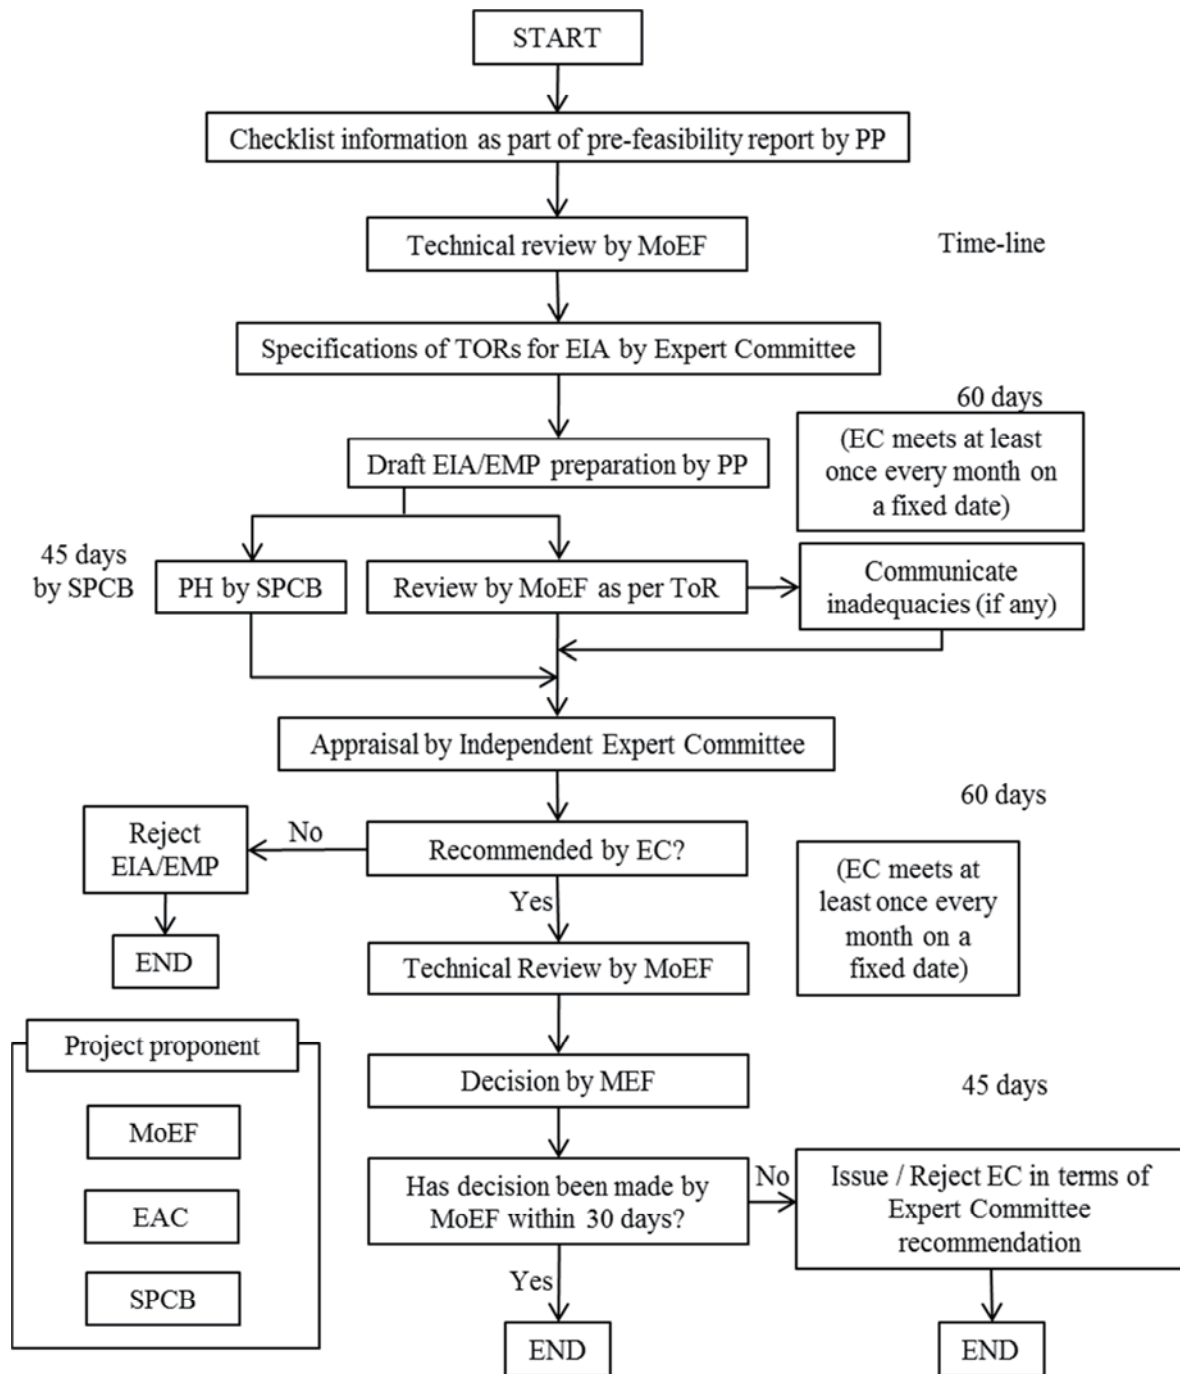 START
Checklist information as part of pre-feasibility report by PP
Technical review by MoEF
Time-line
Specifications of TORs for EIA by Expert Committee
60 days
(EC meets at least
once every month on
a fixed date)
Draft EIA/EMP preparation by PP
45 days
by SPCB
PH by SPCB
Review by MoEF as per ToR
Communicate
inadequacies (if any)
Appraisal by Independent Expert Committee
60 days
Reject
EIA/EMP
No
Recommended by EC?
(EC meets at
least once every
month on a
fixed date)
Yes
END
Technical Review by MoEF
Project proponent
MoEF
EAC
SPCB
Decision by MEF
45 days
Has decision been made by
MoEF within 30 days?
No
Issue / Reject EC in terms of
Expert Committee
recommendation
Yes
END
END